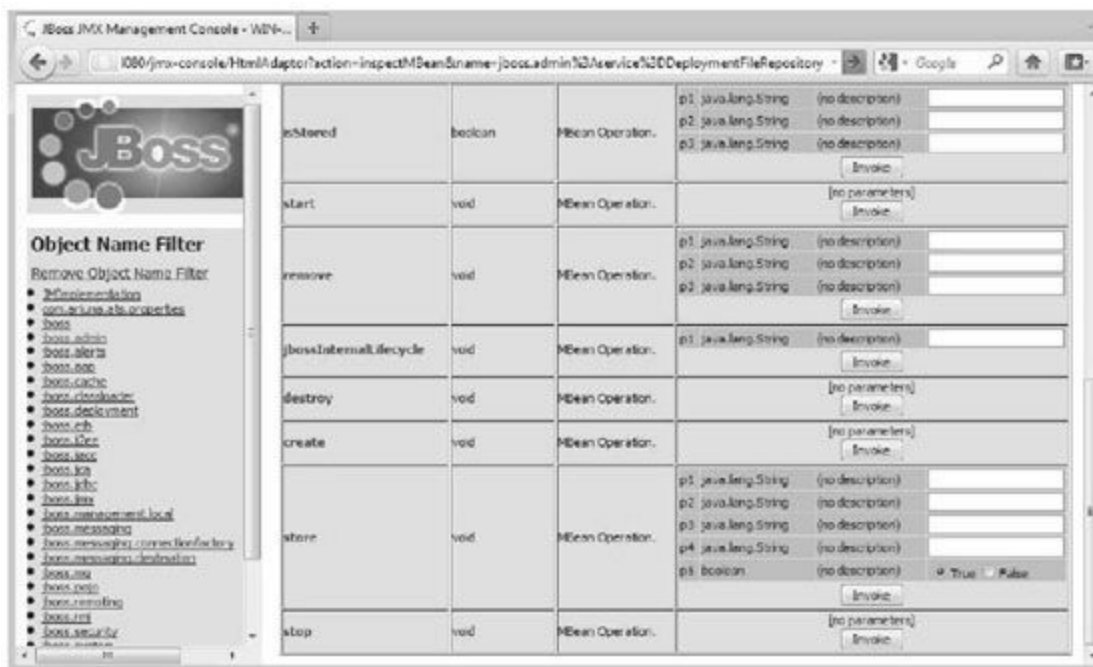 JBoss JMX Management Console - WIN-...
8080/jmx-console/HtmlAdaptor?action=inspectMBean&name=jboss.admin%3Aservice%3DDeploymentFileRepository
Google
JBoss
Object Name Filter
Remove Object Name Filter
JMImplementation
com.arjuna.ats.properties
jboss
jboss.admin
jboss.alerts
jboss.aop
jboss.cache
jboss.classloader
jboss.deployment
jboss.ejb
jboss.j2ee
jboss.jacc
jboss.jca
jboss.jdbc
jboss.jmx
jboss.management.local
jboss.messaging
jboss.messaging.connectionfactory
jboss.messaging.destination
jboss.mq
jboss.pojo
jboss.remoting
jboss.rmi
jboss.security
jboss.system
isStored boolean MBean Operation.
p1 java.lang.String (no description)
p2 java.lang.String (no description)
p3 java.lang.String (no description)
Invoke
start void MBean Operation.
[no parameters]
Invoke
remove void MBean Operation.
p1 java.lang.String (no description)
p2 java.lang.String (no description)
p3 java.lang.String (no description)
Invoke
jbossInternalLifecycle void MBean Operation.
p1 java.lang.String (no description)
Invoke
destroy void MBean Operation.
[no parameters]
Invoke
create void MBean Operation.
[no parameters]
Invoke
store void MBean Operation.
p1 java.lang.String (no description)
p2 java.lang.String (no description)
p3 java.lang.String (no description)
p4 java.lang.String (no description)
p5 boolean (no description) True False
Invoke
stop void MBean Operation.
[no parameters]
Invoke